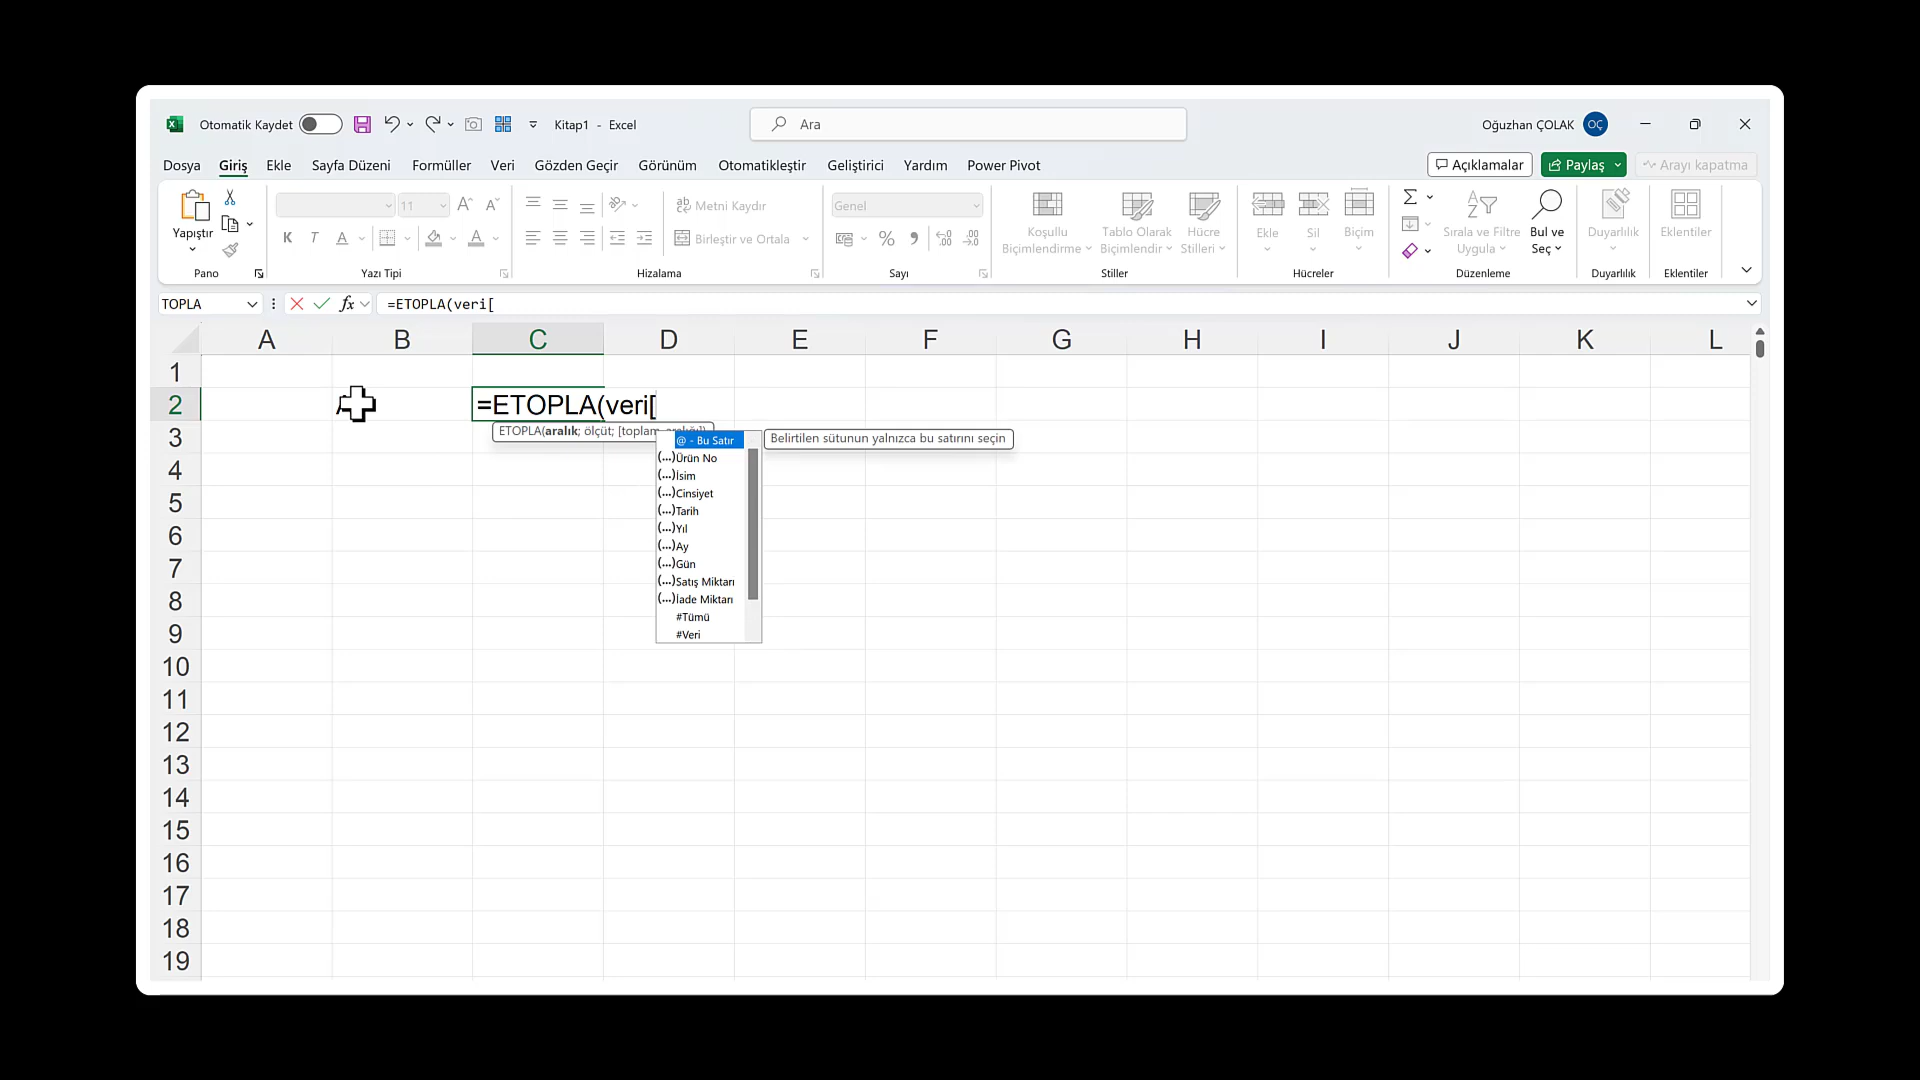 Otomatik Kaydet Kitap1 - Excel Ara Oğuzhan ÇOLAK OÇ
Dosya Giriş Ekle Sayfa Düzeni Formüller Veri Gözden Geçir Görünüm Otomatikleştir Geliştirici Yardım Power Pivot Açıklamalar Paylaş Arayı kapatma
Yapıştır
11
K T A
Metni Kaydır
Birleştir ve Ortala
Genel
Koşullu Biçimlendirme
Tablo Olarak Biçimlendir
Hücre Stilleri
Ekle
Sil
Biçim
Sırala ve Filtre Uygula
Bul ve Seç
Duyarlılık
Eklentiler
Pano Yazı Tipi Hizalama Sayı Stiller Hücreler Düzenleme Duyarlılık Eklentiler
TOPLA fx =ETOPLA(veri[
A B C D E F G H I J K L
1
2 =ETOPLA(veri[
ETOPLA(aralık; ölçüt; [toplam_aralığı])
@ - Bu Satır Belirtilen sütunun yalnızca bu satırını seçin
3
(...)Ürün No
4
(...)İsim
(...)Cinsiyet
5
(...)Tarih
6
(...)Yıl
(...)Ay
7
(...)Gün
(...)Satış Miktarı
8
(...)İade Miktarı
#Tümü
9
#Veri
10
11
12
13
14
15
16
17
18
19